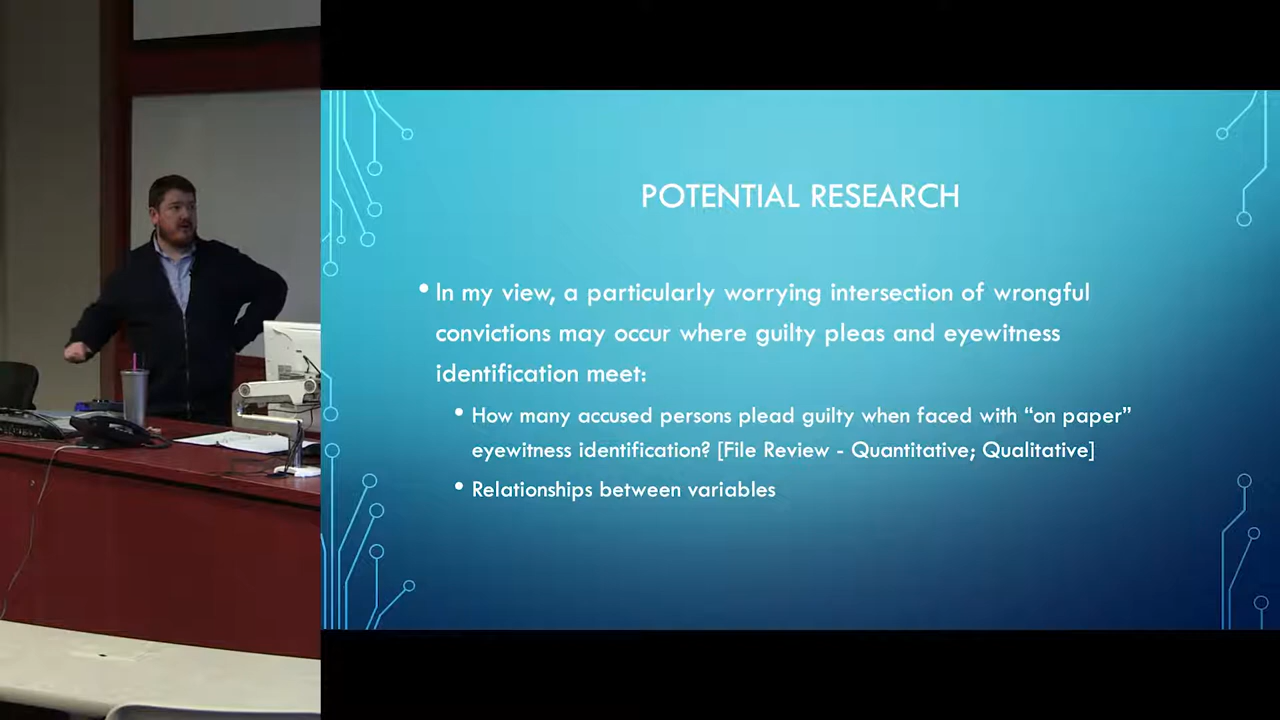 POTENTIAL RESEARCH
• In my view, a particularly worrying intersection of wrongful
convictions may occur where guilty pleas and eyewitness
identification meet:
• How many accused persons plead guilty when faced with “on paper”
eyewitness identification? [File Review - Quantitative; Qualitative]
• Relationships between variables